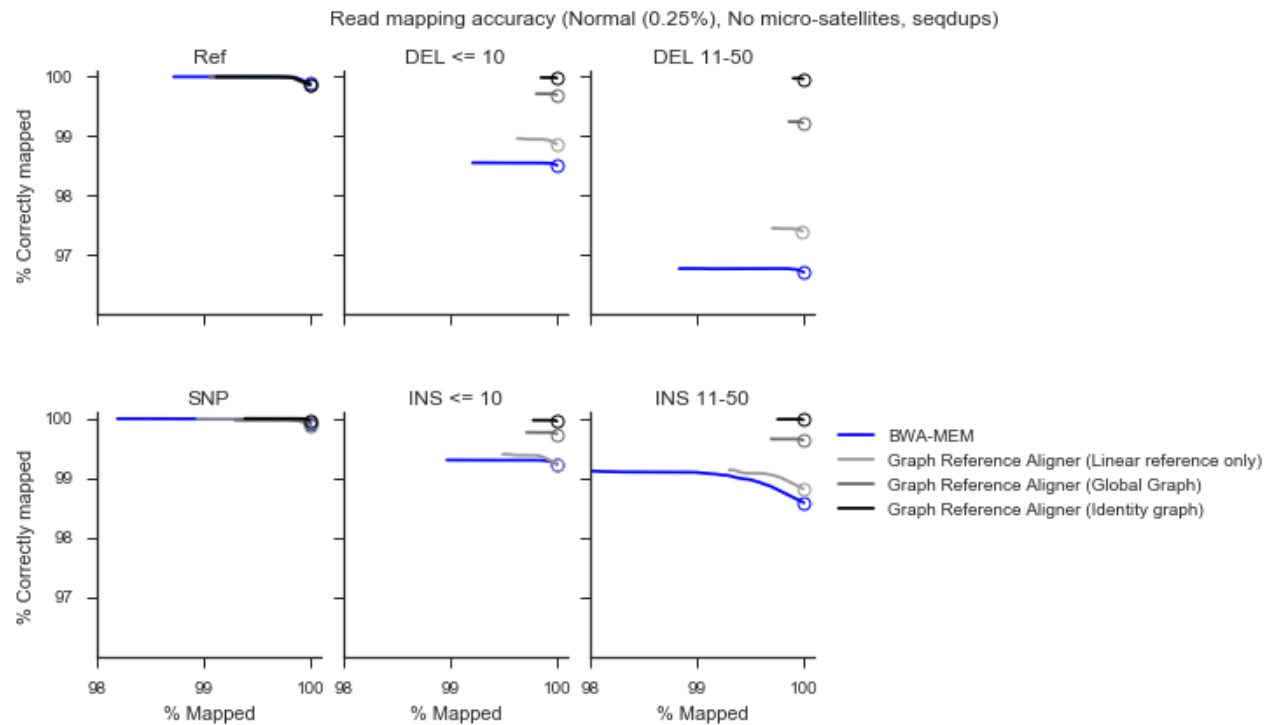 Read mapping accuracy (Normal (0.25%), No micro-satellites, seqdups)
Ref
DEL <= 10
DEL 11-50
100
99
98
97
% Correctly mapped
98
99
100
SNP
INS <= 10
INS 11-50
100
99
98
97
% Correctly mapped
98 99 100
98 99 100
98 99 100
% Mapped
% Mapped
% Mapped
BWA-MEM
Graph Reference Aligner (Linear reference only)
Graph Reference Aligner (Global Graph)
Graph Reference Aligner (Identity graph)